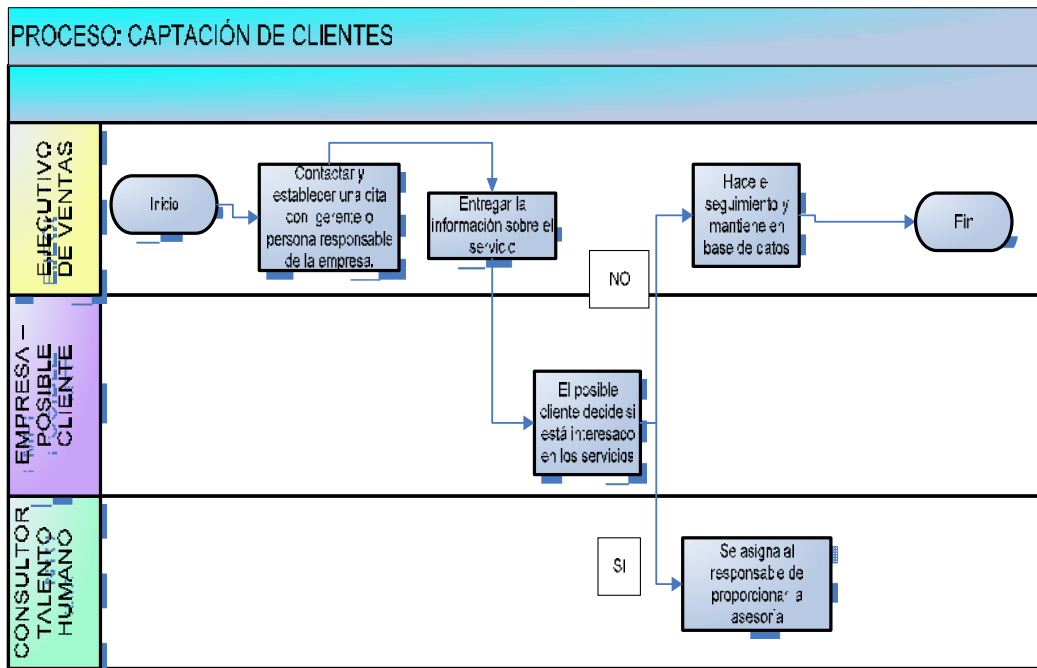 PROCESO: CAPTACIÓN DE CLIENTES
EJECUTIVO
DE VENTAS
Inicio
Contactar y
establecer una cita
con gerente o
persona responsable
de la empresa.
Entregar la
información sobre el
servicio
Hace e
seguimiento y
mantiene en
base de datos
Fin
NO
EMPRESA –
POSIBLE
CLIENTE
El posible
cliente decide si
está interesado
en los servicios
CONSULTOR
TALENTO
HUMANO
SI
Se asigna al
responsable de
proporcionar a
asesoría